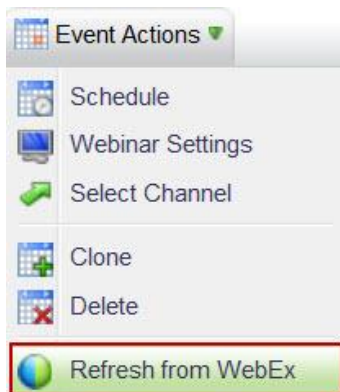 Event Actions
Schedule
Webinar Settings
Select Channel
Clone
Delete
Refresh from WebEx